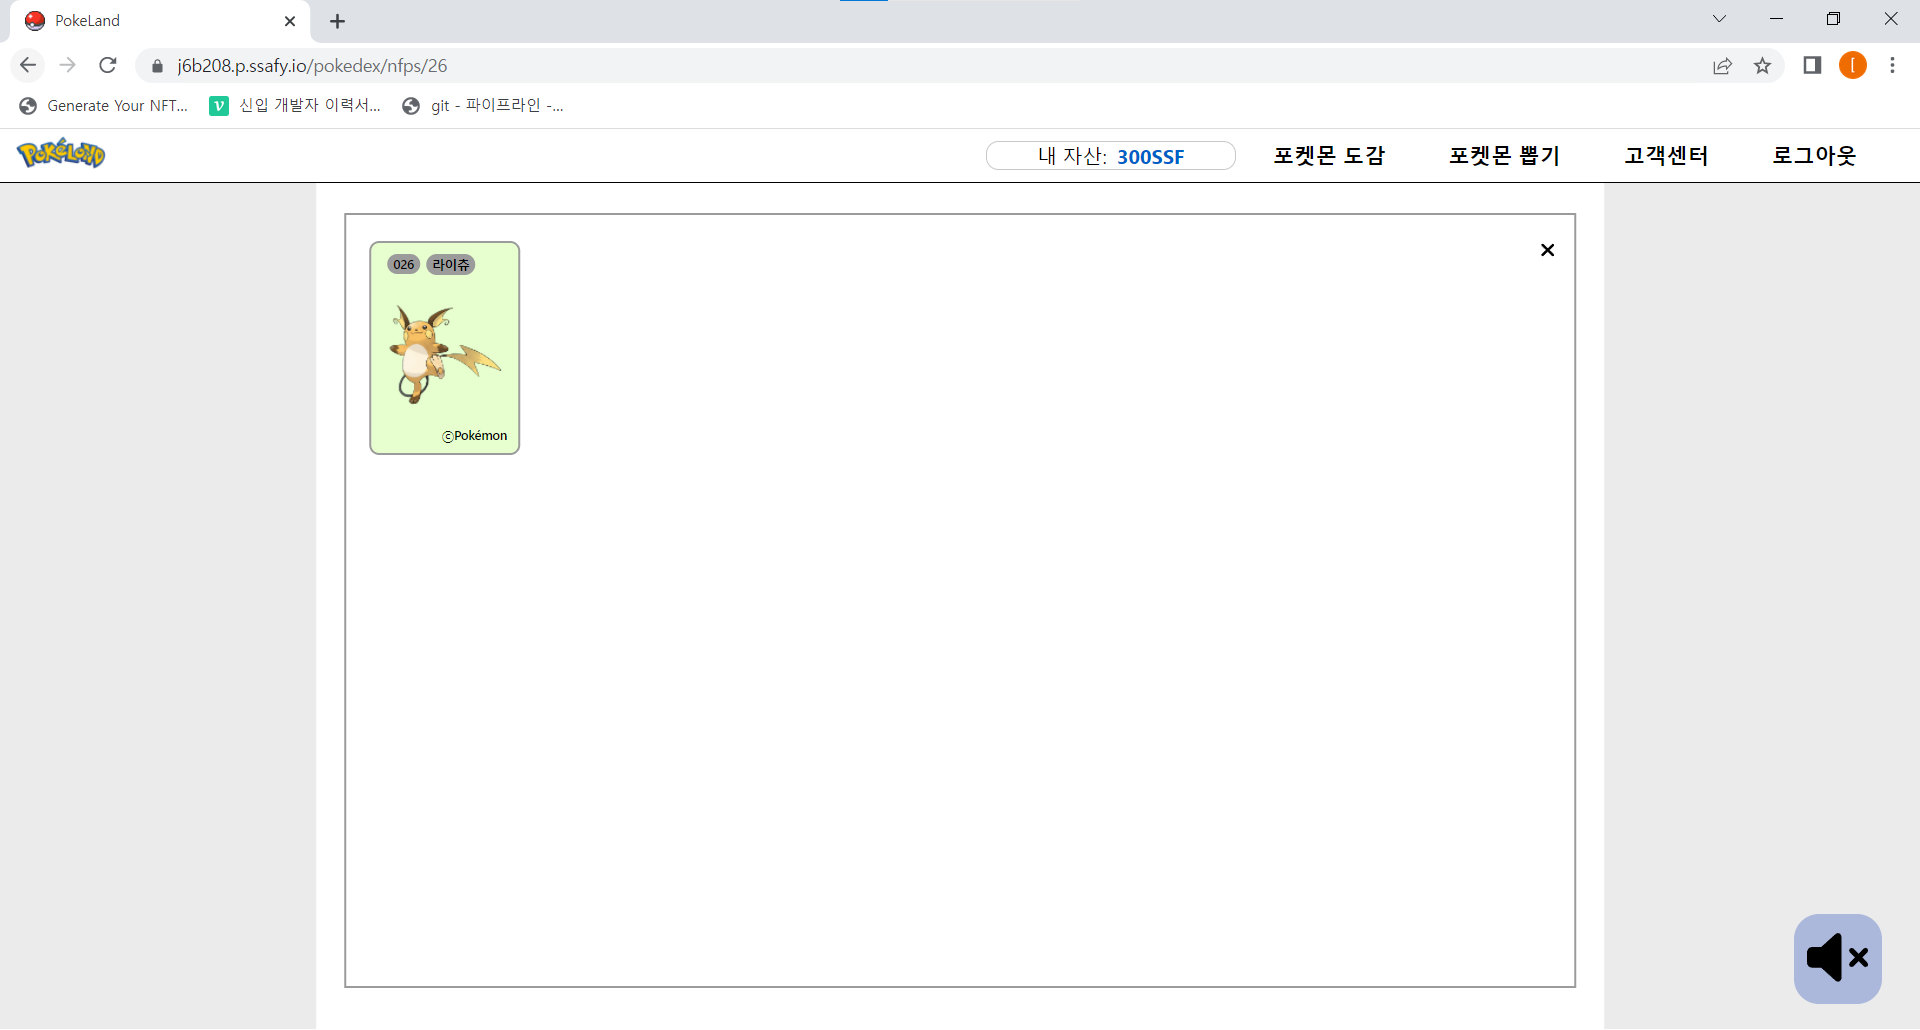 PokeLand
j6b208.p.ssafy.io/pokedex/nfps/26
[
Generate Your NFT...
V
신입 개발자 이력서...
git - 파이프라인 -...
PokéLAND
내 자산: 300SSF
포켓몬 도감
포켓몬 뽑기
고객센터
로그아웃
026 라이츄
ⓒPokémon